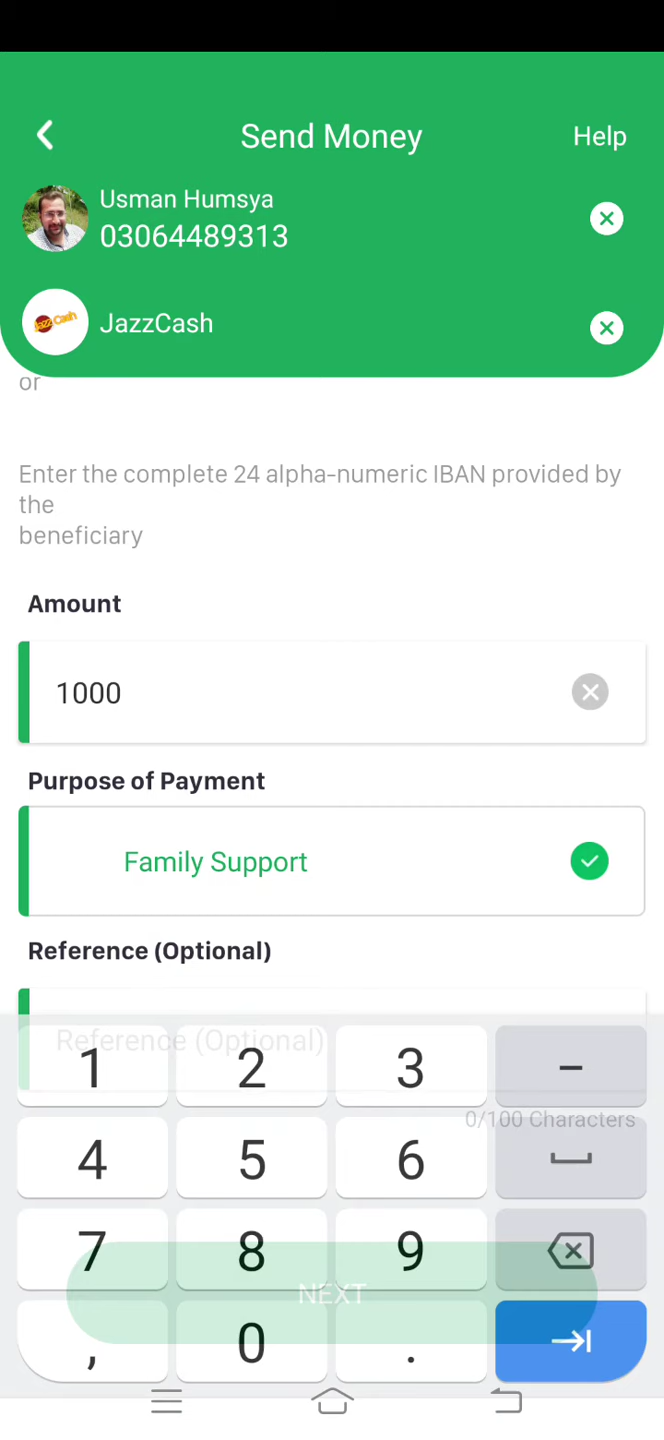 Send Money
Help
Usman Humsya
03064489313
JazzCash
JazzCash
or
Enter the complete 24 alpha-numeric IBAN provided by
the
beneficiary
Amount
1000
Purpose of Payment
Family Support
Reference (Optional)
Reference (Optional)
1 2 3 –
0/100 Characters
4 5 6
7 8 9
NEXT
, 0 .